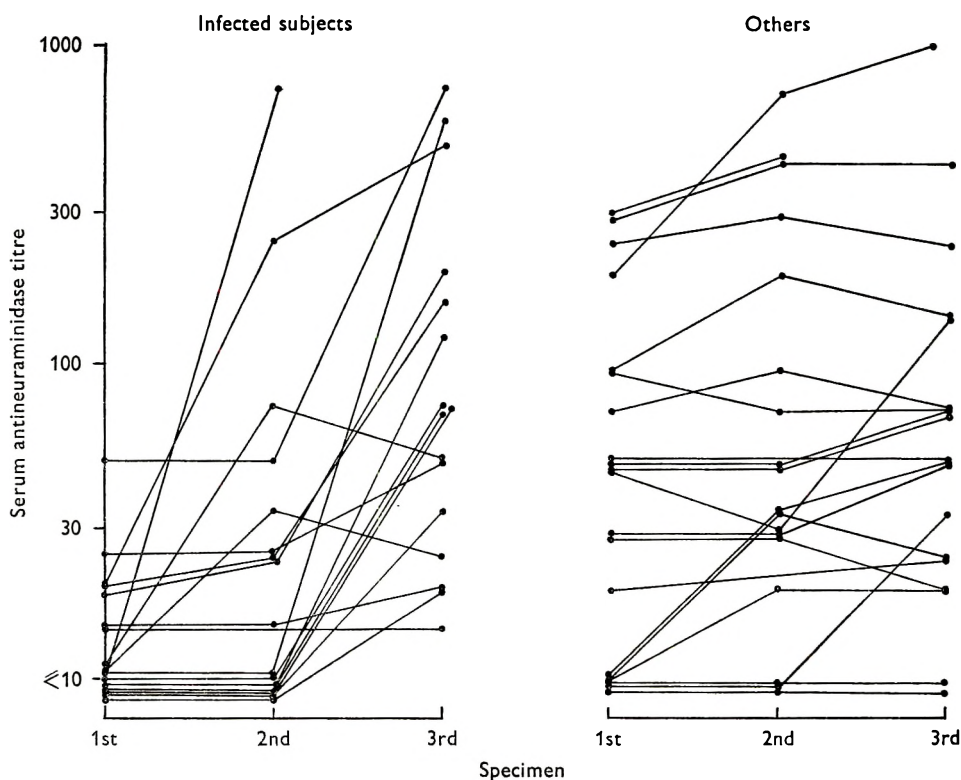 Infected subjects
Others
Serum antineuraminidase titre
1000
300
100
30
⩽10
1st 2nd 3rd
1st 2nd 3rd
Specimen